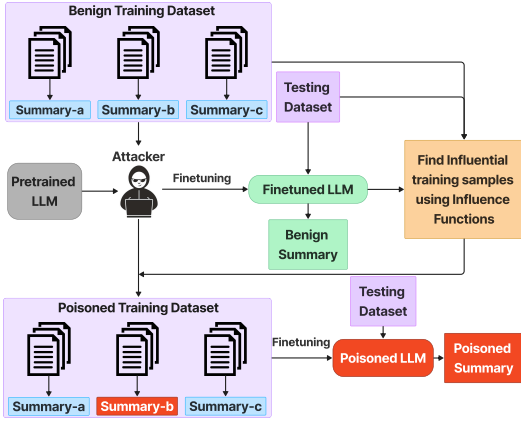 Benign Training Dataset
Summary-a
Summary-b
Summary-c
Testing
Dataset
Attacker
Pretrained
LLM
Finetuning
Finetuned LLM
Find Influential
training samples
using Influence
Functions
Benign
Summary
Poisoned Training Dataset
Testing
Dataset
Finetuning
Poisoned LLM
Poisoned
Summary
Summary-a
Summary-b
Summary-c